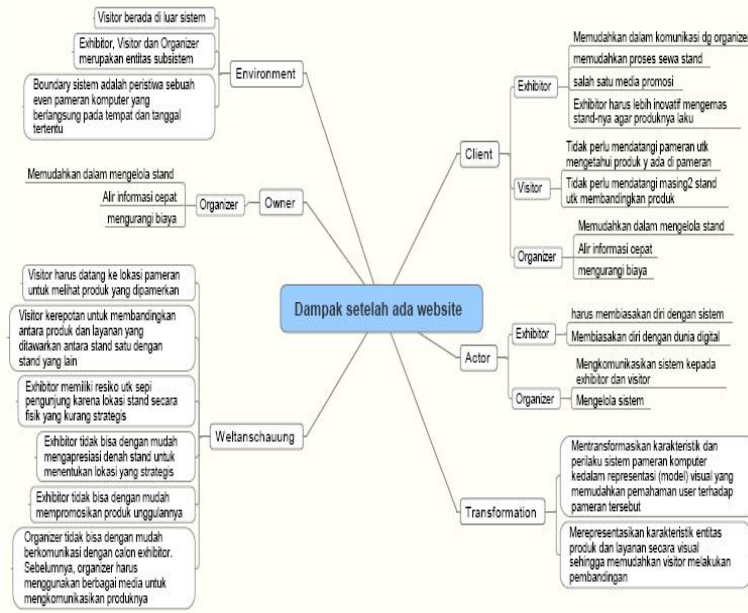 Visitor berada di luar sistem
Exhibitor, Visitor dan Organizer
merupakan entitas subsistem
Boundary sistem adalah peristiwa sebuah
even pameran komputer yang
berlangsung pada tempat dan tanggal
tertentu
Environment
Memudahkan dalam mengelola stand
Alir informasi cepat
mengurangi biaya
Organizer
Owner
Visitor harus datang ke lokasi pameran
untuk melihat produk yang dipamerkan
Visitor kerepotan untuk membandingkan
antara produk dan layanan yang
ditawarkan antara stand satu dengan
stand yang lain
Exhibitor memiliki resiko utk sepi
pengunjung karena lokasi stand secara
fisik yang kurang strategis
Exhibitor tidak bisa dengan mudah
mengapresiasi denah stand untuk
menentukan lokasi yang strategis
Exhibitor tidak bisa dengan mudah
mempromosikan produk unggulannya
Organizer tidak bisa dengan mudah
berkomunikasi dengan calon exhibitor.
Sebelumnya, organizer harus
menggunakan berbagai media untuk
mengkomunikasikan produknya
Weltanschauung
Dampak setelah ada website
Client
Exhibitor
Memudahkan dalam komunikasi dg organizer
memudahkan proses sewa stand
salah satu media promosi
Exhibitor harus lebih inovatif mengemas
stand-nya agar produknya laku
Visitor
Tidak perlu mendatangi pameran utk
mengetahui produk y ada di pameran
Tidak perlu mendatangi masing2 stand
utk membandingkan produk
Organizer
Memudahkan dalam mengelola stand
Alir informasi cepat
mengurangi biaya
Actor
Exhibitor
harus membiasakan diri dengan sistem
Membiasakan diri dengan dunia digital
Organizer
Mengkomunikasikan sistem kepada
exhibitor dan visitor
Mengelola sistem
Transformation
Mentransformasikan karakteristik dan
perilaku sistem pameran komputer
kedalam representasi (model) visual yang
memudahkan pemahaman user terhadap
pameran tersebut
Merepresentasikan karakteristik entitas
produk dan layanan secara visual
sehingga memudahkan visitor melakukan
pembandingan